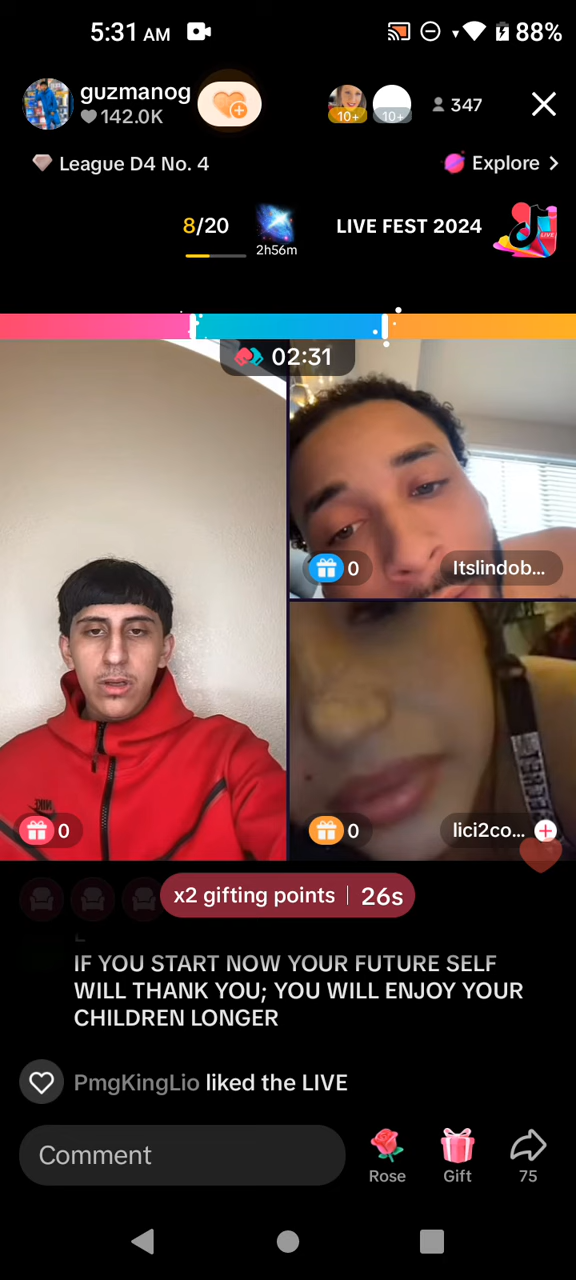 5:31 AM
88%
guzmanog
142.0K
10+
10+
347
League D4 No. 4
Explore
8/20
2h56m
LIVE FEST 2024
LIVE
02:31
0
Itslindob...
0
0
lici2co...
x2 gifting points
26s
IF YOU START NOW YOUR FUTURE SELF
WILL THANK YOU; YOU WILL ENJOY YOUR
CHILDREN LONGER
PmgKingLio liked the LIVE
Comment
Rose
Gift
75